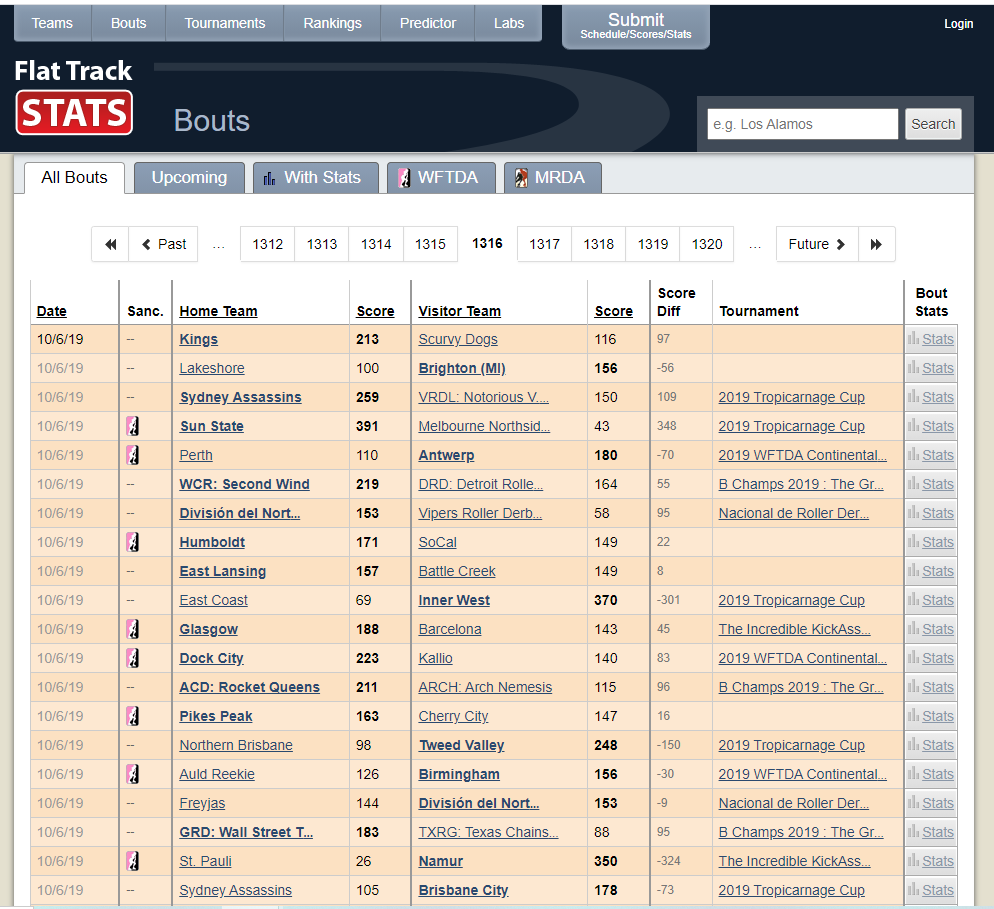 Teams Bouts Tournaments Rankings Predictor Labs Submit Login
Schedule/Scores/Stats
Flat Track
STATS
Bouts
e.g. Los Alamos Search
All Bouts Upcoming With Stats WFTDA MRDA
Past ... 1312 1313 1314 1315 1316 1317 1318 1319 1320 ... Future
Date Sanc. Home Team Score Visitor Team Score Score Diff Tournament Bout Stats
10/6/19 -- Kings 213 Scurvy Dogs 116 97 Stats
10/6/19 -- Lakeshore 100 Brighton (MI) 156 -56 Stats
10/6/19 -- Sydney Assassins 259 VRDL: Notorious V.... 150 109 2019 Tropicarnage Cup Stats
10/6/19 Sun State 391 Melbourne Northsid... 43 348 2019 Tropicarnage Cup Stats
10/6/19 Perth 110 Antwerp 180 -70 2019 WFTDA Continental... Stats
10/6/19 -- WCR: Second Wind 219 DRD: Detroit Rolle... 164 55 B Champs 2019 : The Gr... Stats
10/6/19 -- División del Nort... 153 Vipers Roller Derb... 58 95 Nacional de Roller Der... Stats
10/6/19 Humboldt 171 SoCal 149 22 Stats
10/6/19 -- East Lansing 157 Battle Creek 149 8 Stats
10/6/19 -- East Coast 69 Inner West 370 -301 2019 Tropicarnage Cup Stats
10/6/19 Glasgow 188 Barcelona 143 45 The Incredible KickAss... Stats
10/6/19 Dock City 223 Kallio 140 83 2019 WFTDA Continental... Stats
10/6/19 -- ACD: Rocket Queens 211 ARCH: Arch Nemesis 115 96 B Champs 2019 : The Gr... Stats
10/6/19 Pikes Peak 163 Cherry City 147 16 Stats
10/6/19 -- Northern Brisbane 98 Tweed Valley 248 -150 2019 Tropicarnage Cup Stats
10/6/19 Auld Reekie 126 Birmingham 156 -30 2019 WFTDA Continental... Stats
10/6/19 -- Freyjas 144 División del Nort... 153 -9 Nacional de Roller Der... Stats
10/6/19 -- GRD: Wall Street T... 183 TXRG: Texas Chains... 88 95 B Champs 2019 : The Gr... Stats
10/6/19 St. Pauli 26 Namur 350 -324 The Incredible KickAss... Stats
10/6/19 -- Sydney Assassins 105 Brisbane City 178 -73 2019 Tropicarnage Cup Stats